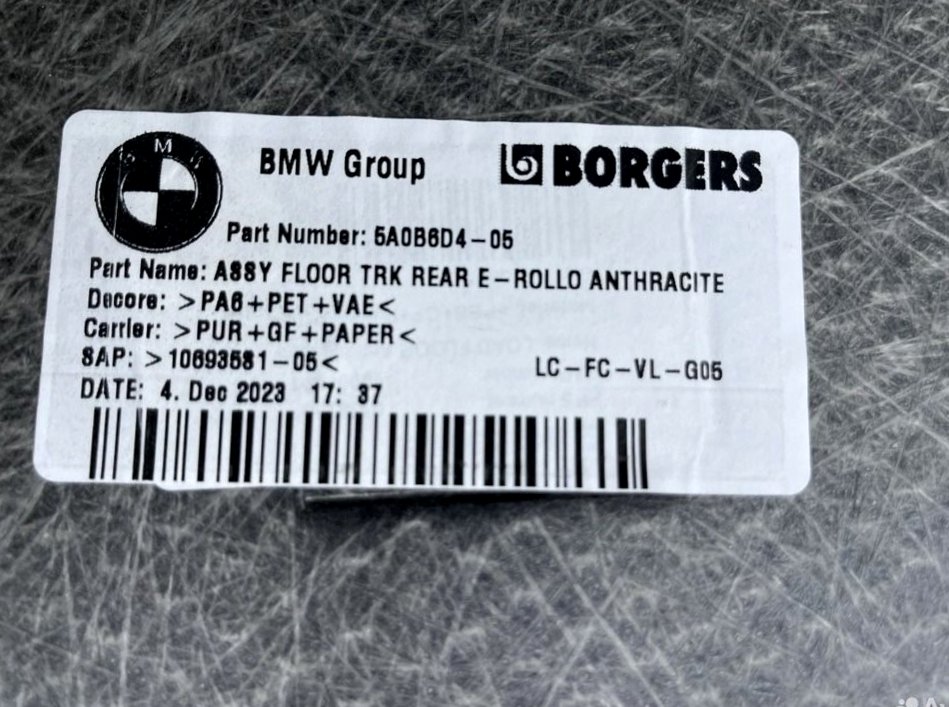 BMW
BMW Group
BORGERS
Part Number: 5A0B6D4-05
Part Name: ASSY FLOOR TRK REAR E-ROLLO ANTHRACITE
Decore: >PA6+PET+VAE<
Carrier: >PUR+GF+PAPER<
SAP: >10693581-05<
LC-FC-VL-G05
DATE: 4. Dec 2023 17: 37